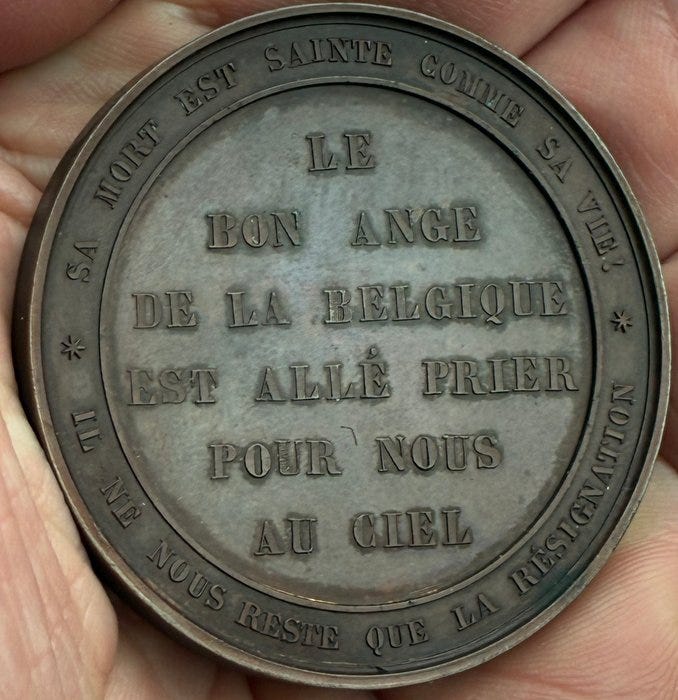 SA MORT EST SAINTE COMME SA VIE!
LE
BON ANGE
DE LA BELGIQUE
EST ALLÉ PRIER
POUR NOUS
AU CIEL
IL NE NOUS RESTE QUE LA RÉSIGNATION